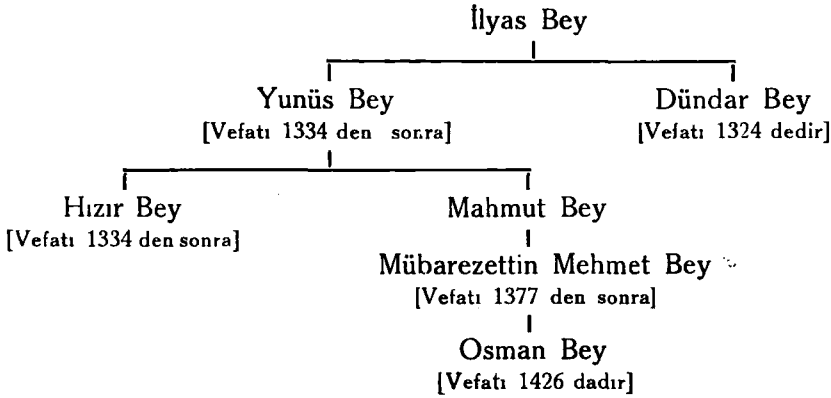 İlyas Bey
Yunüs Bey Dündar Bey
[Vefatı 1334 den sonra] [Vefatı 1324 dedir]
Hızır Bey Mahmut Bey
[Vefatı 1334 den sonra]
Mübarezettin Mehmet Bey
[Vefatı 1377 den sonra]
Osman Bey
[Vefatı 1426 dadır]